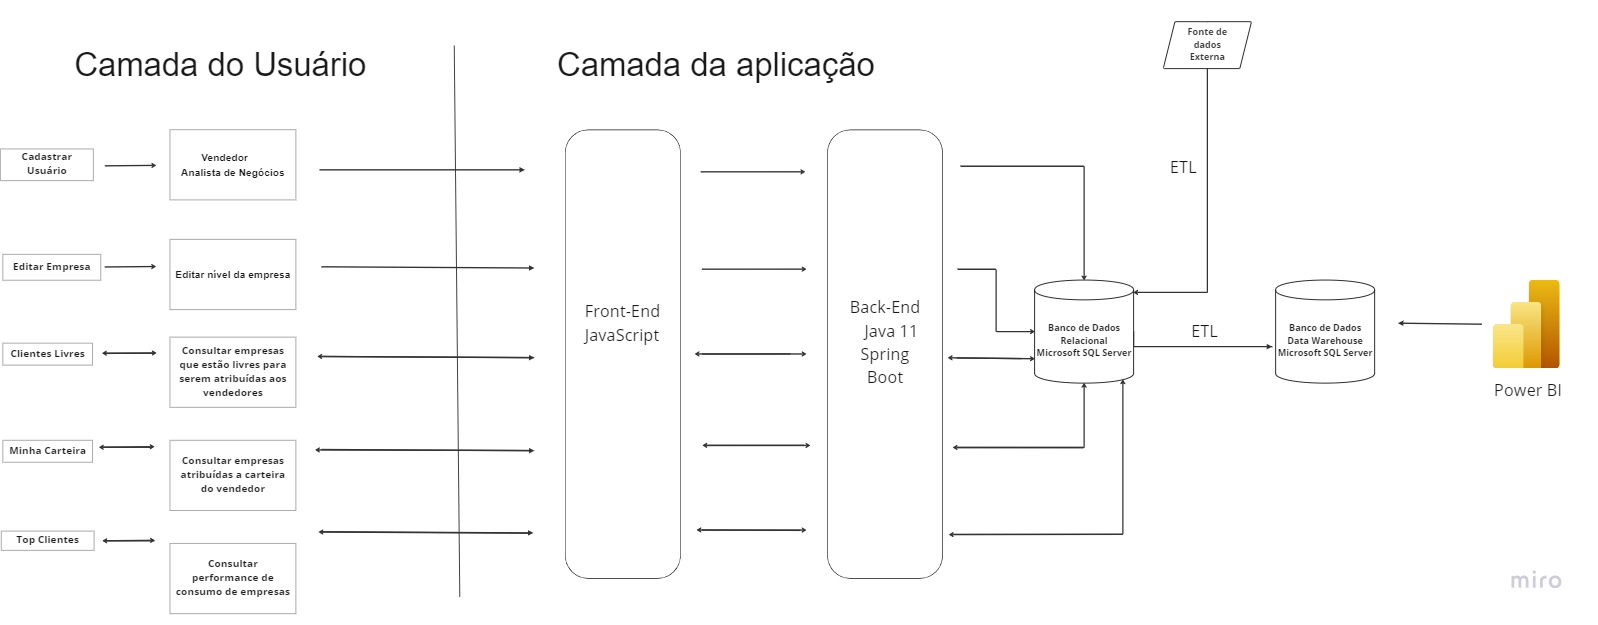 Camada do Usuário
Camada da aplicação
Fonte de
dados
Externa
Cadastrar
Usuário
Vendedor
Analista de Negócios
ETL
Editar Empresa
Editar nível da empresa
Clientes Livres
Consultar empresas
que estão livres para
serem atribuídas aos
vendedores
Minha Carteira
Consultar empresas
atribuídas a carteira
do vendedor
Top Clientes
Consultar
performance de
consumo de empresas
Front-End
JavaScript
Back-End
Java 11
Spring
Boot
Banco de Dados
Relacional
Microsoft SQL Server
ETL
Banco de Dados
Data Warehouse
Microsoft SQL Server
Power BI
miro